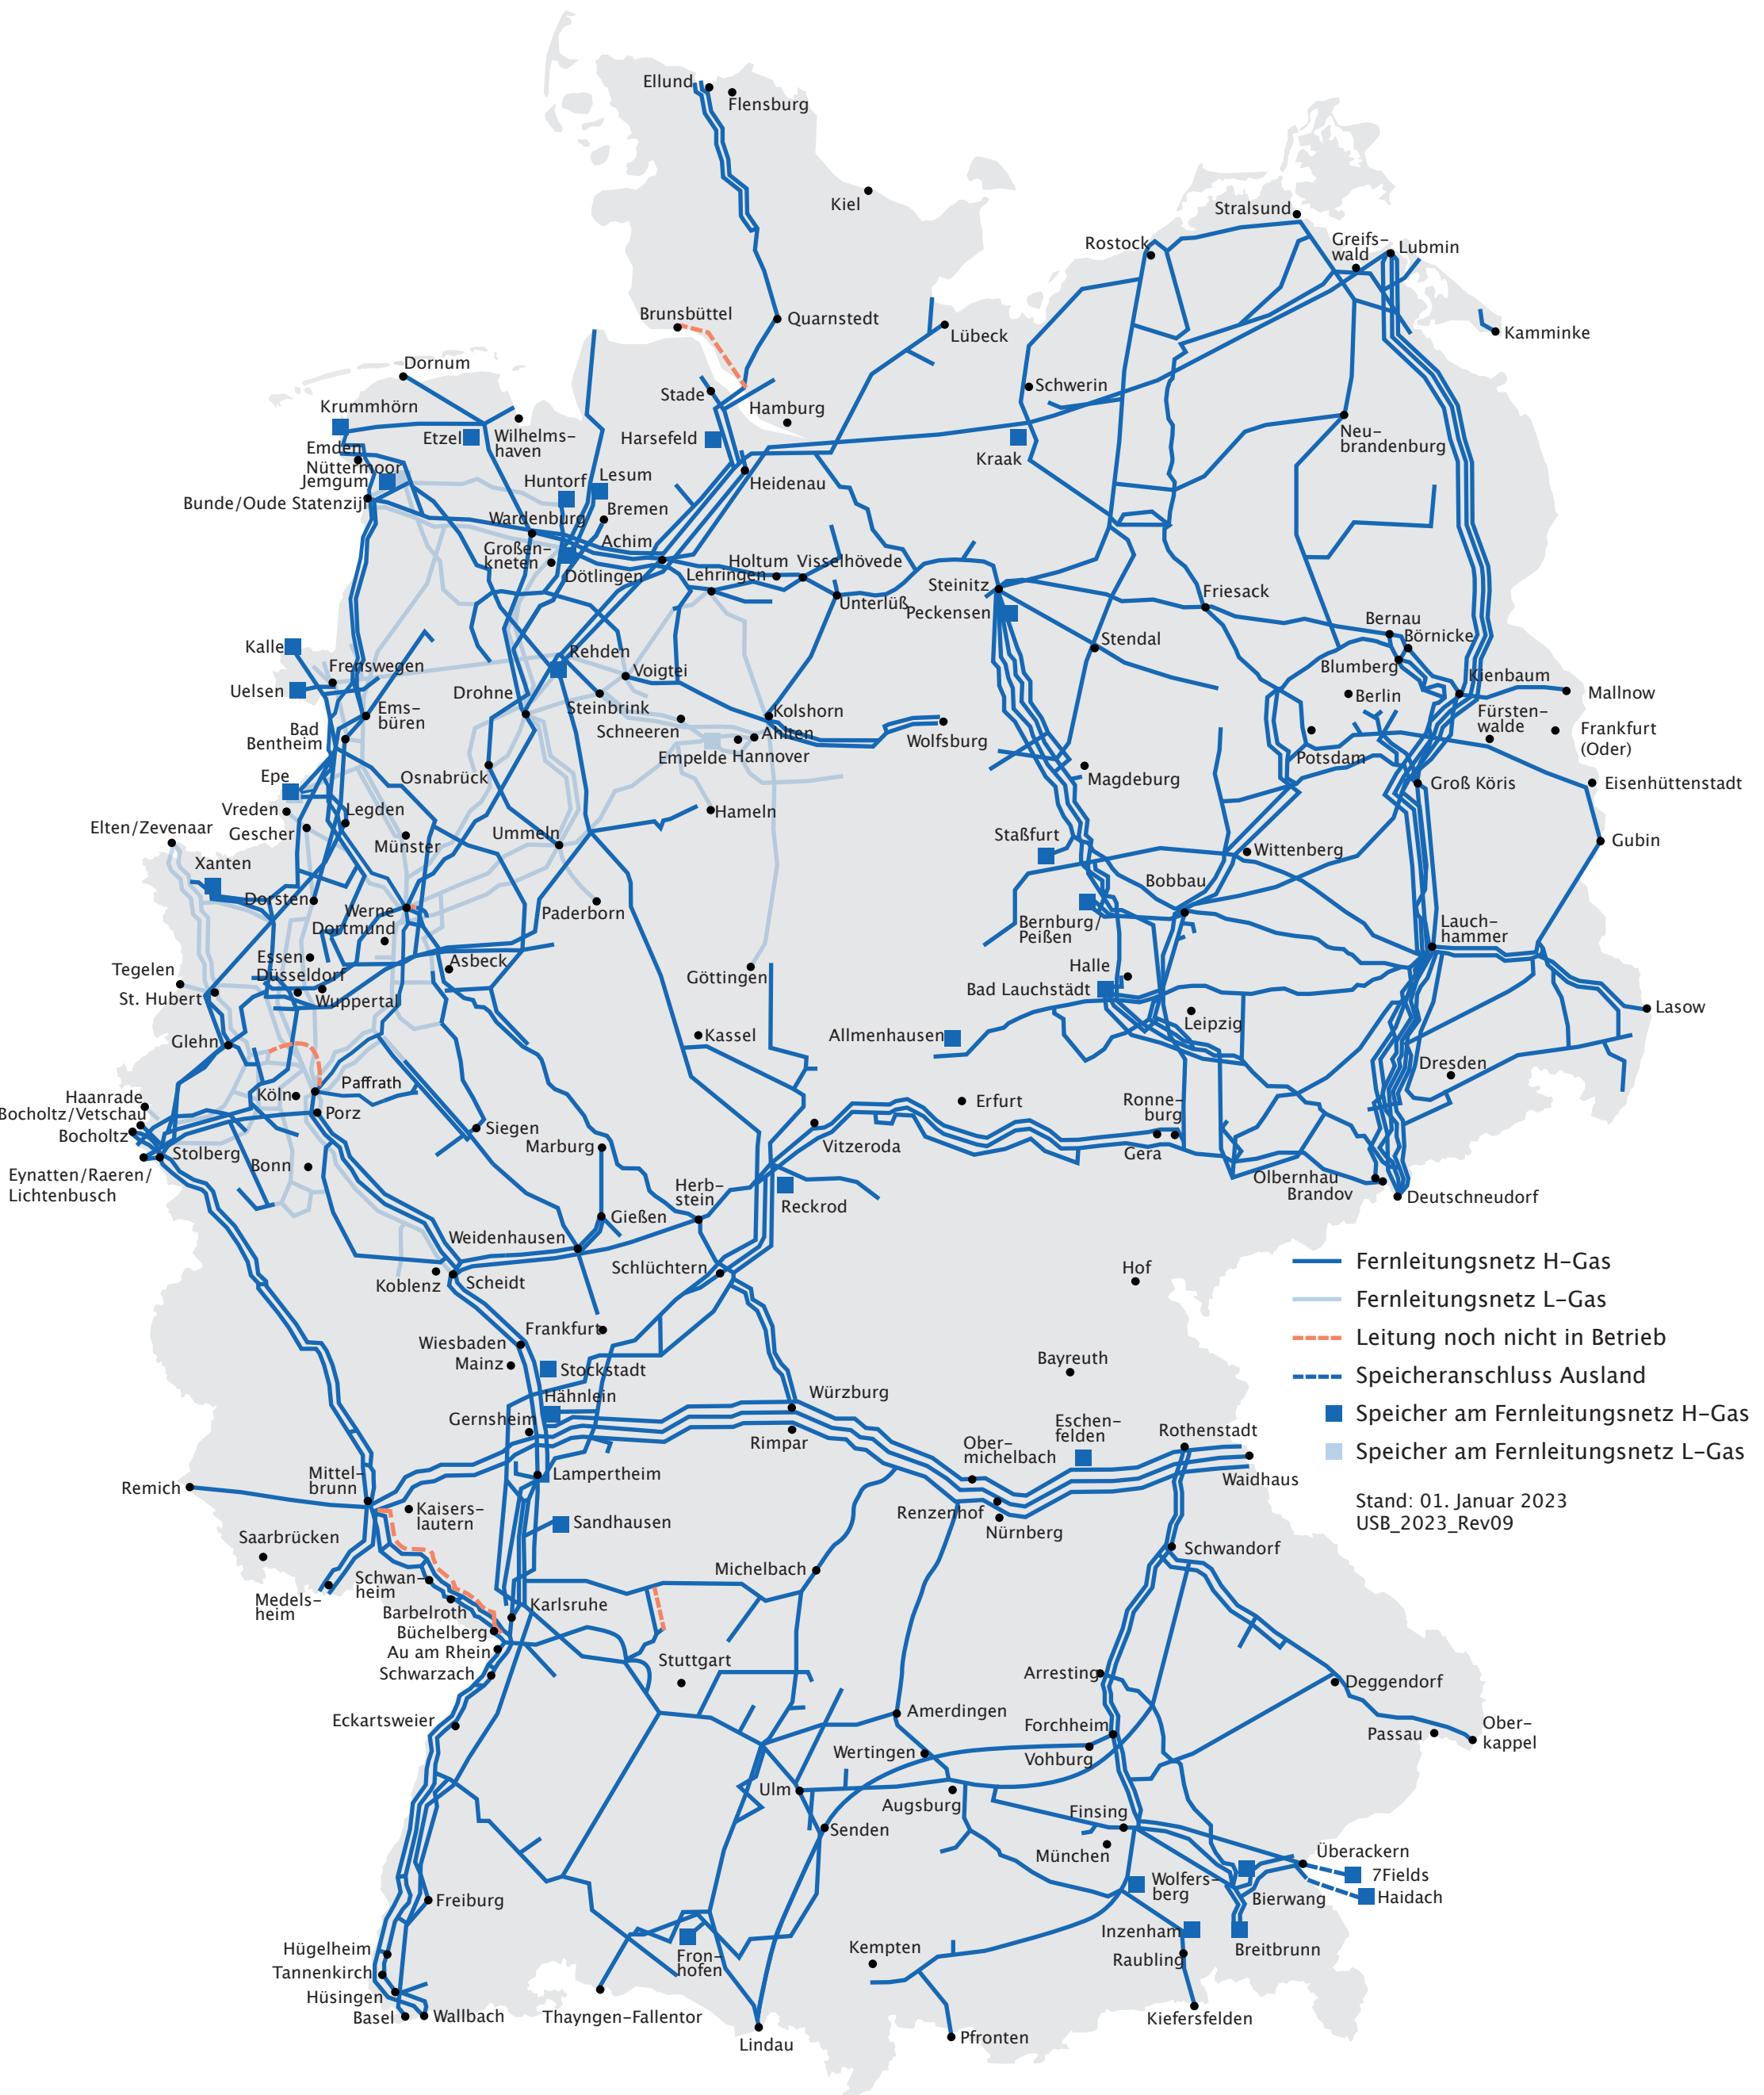 Ellund
Flensburg
Kiel
Stralsund
Greifs-
wald
Lubmin
Rostock
Brunsbüttel
Quarnstedt
Lübeck
Kamminke
Dornum
Stade
Schwerin
Krummhörn
Hamburg
Etzel
Wilhelms-
haven
Harsefeld
Neu-
brandenburg
Emden
Kraak
Nüttermoor
Jemgum
Huntorf
Lesum
Heidenau
Bunde/Oude Statenzijl
Bremen
Wardenburg
Großen-
kneten
Achim
Dötlingen
Holtum
Visselhövede
Lehringen
Unterlüß
Steinitz
Peckensen
Friesack
Bernau
Börnicke
Stendal
Kalle
Frenswegen
Rehden
Voigtei
Blumberg
Kienbaum
Uelsen
Drohne
Berlin
Mallnow
Ems-
büren
Steinbrink
Kolshorn
Fürsten-
walde
Frankfurt
(Oder)
Bad
Bentheim
Schneeren
Ahlten
Wolfsburg
Empelde
Hannover
Potsdam
Epe
Osnabrück
Magdeburg
Groß Köris
Eisenhüttenstadt
Vreden
Legden
Hameln
Elten/Zevenaar
Gescher
Münster
Ummeln
Staßfurt
Wittenberg
Gubin
Xanten
Bobbau
Dorsten
Werne
Paderborn
Bernburg/
Peißen
Lauch-
hammer
Dortmund
Essen
Asbeck
Tegelen
Düsseldorf
Göttingen
Halle
Bad Lauchstädt
St. Hubert
Wuppertal
Leipzig
Lasow
Glehn
Kassel
Allmenhausen
Dresden
Paffrath
Haanrade
Köln
Erfurt
Ronne-
burg
Bocholtz/Vetschau
Porz
Bocholtz
Siegen
Vitzeroda
Stolberg
Marburg
Gera
Eynatten/Raeren/
Lichtenbusch
Bonn
Herb-
stein
Reckrod
Olbernhau
Brandov
Deutschneudorf
Gießen
Weidenhausen
Schlüchtern
Hof
Koblenz
Scheidt
Fernleitungsnetz H-Gas
Fernleitungsnetz L-Gas
Leitung noch nicht in Betrieb
Speicheranschluss Ausland
Speicher am Fernleitungsnetz H-Gas
Speicher am Fernleitungsnetz L-Gas
Stand: 01. Januar 2023
USB_2023_Rev09
Frankfurt
Wiesbaden
Mainz
Stockstadt
Bayreuth
Hähnlein
Würzburg
Gernsheim
Rimpar
Eschen-
felden
Rothenstadt
Ober-
michelbach
Waidhaus
Mittel-
brunn
Lampertheim
Remich
Kaisers-
lautern
Sandhausen
Renzenhof
Nürnberg
Saarbrücken
Schwandorf
Michelbach
Schwan-
heim
Medels-
heim
Karlsruhe
Barbelroth
Büchelberg
Au am Rhein
Schwarzach
Stuttgart
Arresting
Deggendorf
Eckartsweier
Amerdingen
Forchheim
Passau
Ober-
kappel
Wertingen
Vohburg
Ulm
Augsburg
Finsing
Senden
München
Überackern
7Fields
Wolfers-
berg
Haidach
Freiburg
Bierwang
Inzenham
Hügelheim
Fron-
hofen
Kempten
Raubling
Breitbrunn
Tannenkirch
Hüsingen
Basel
Wallbach
Thayngen-Fallentor
Kiefersfelden
Lindau
Pfronten